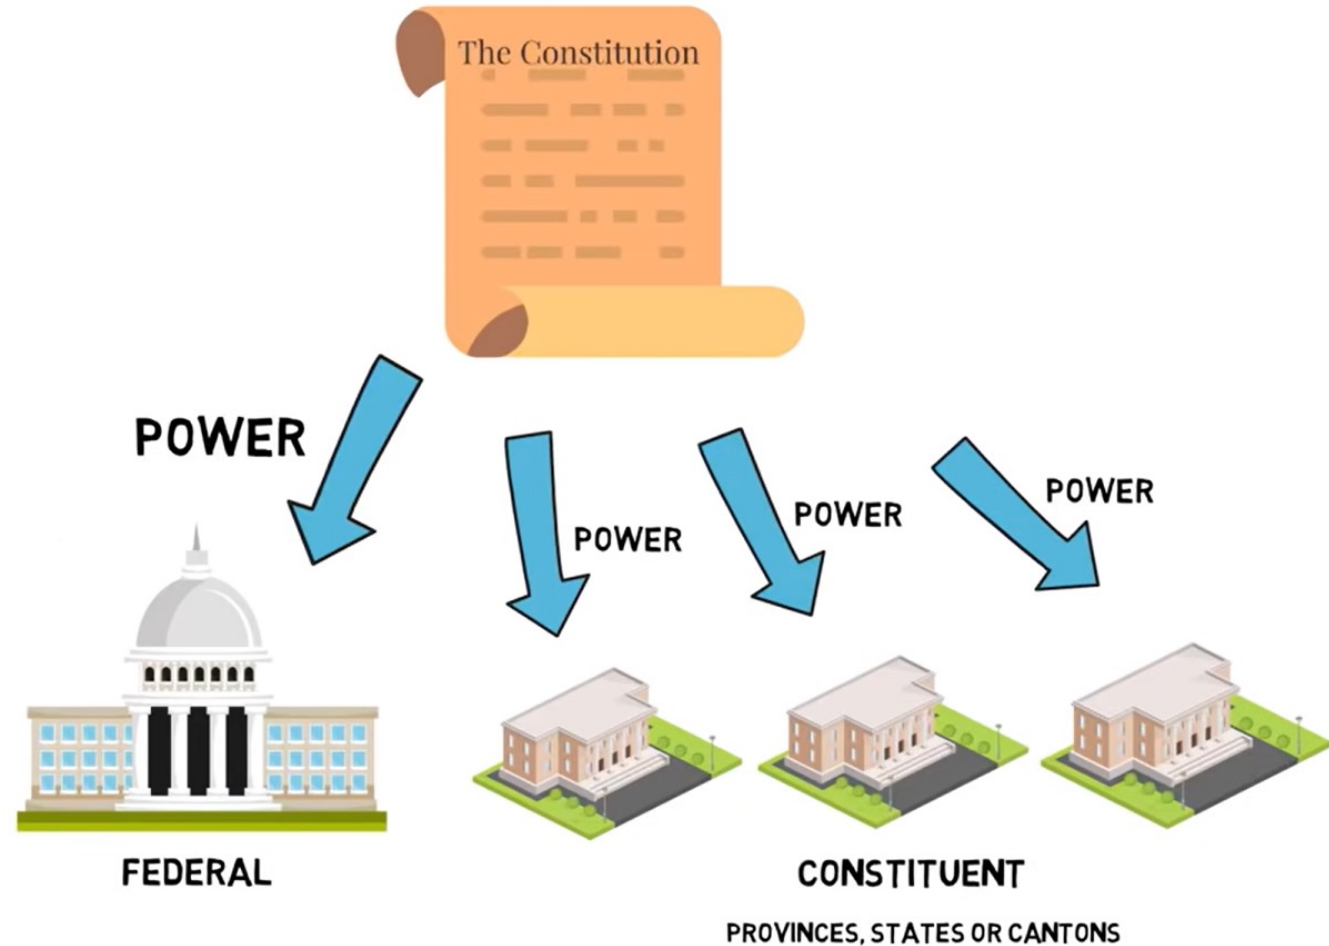 The Constitution
POWER
POWER
POWER
POWER
FEDERAL
CONSTITUENT
PROVINCES, STATES OR CANTONS